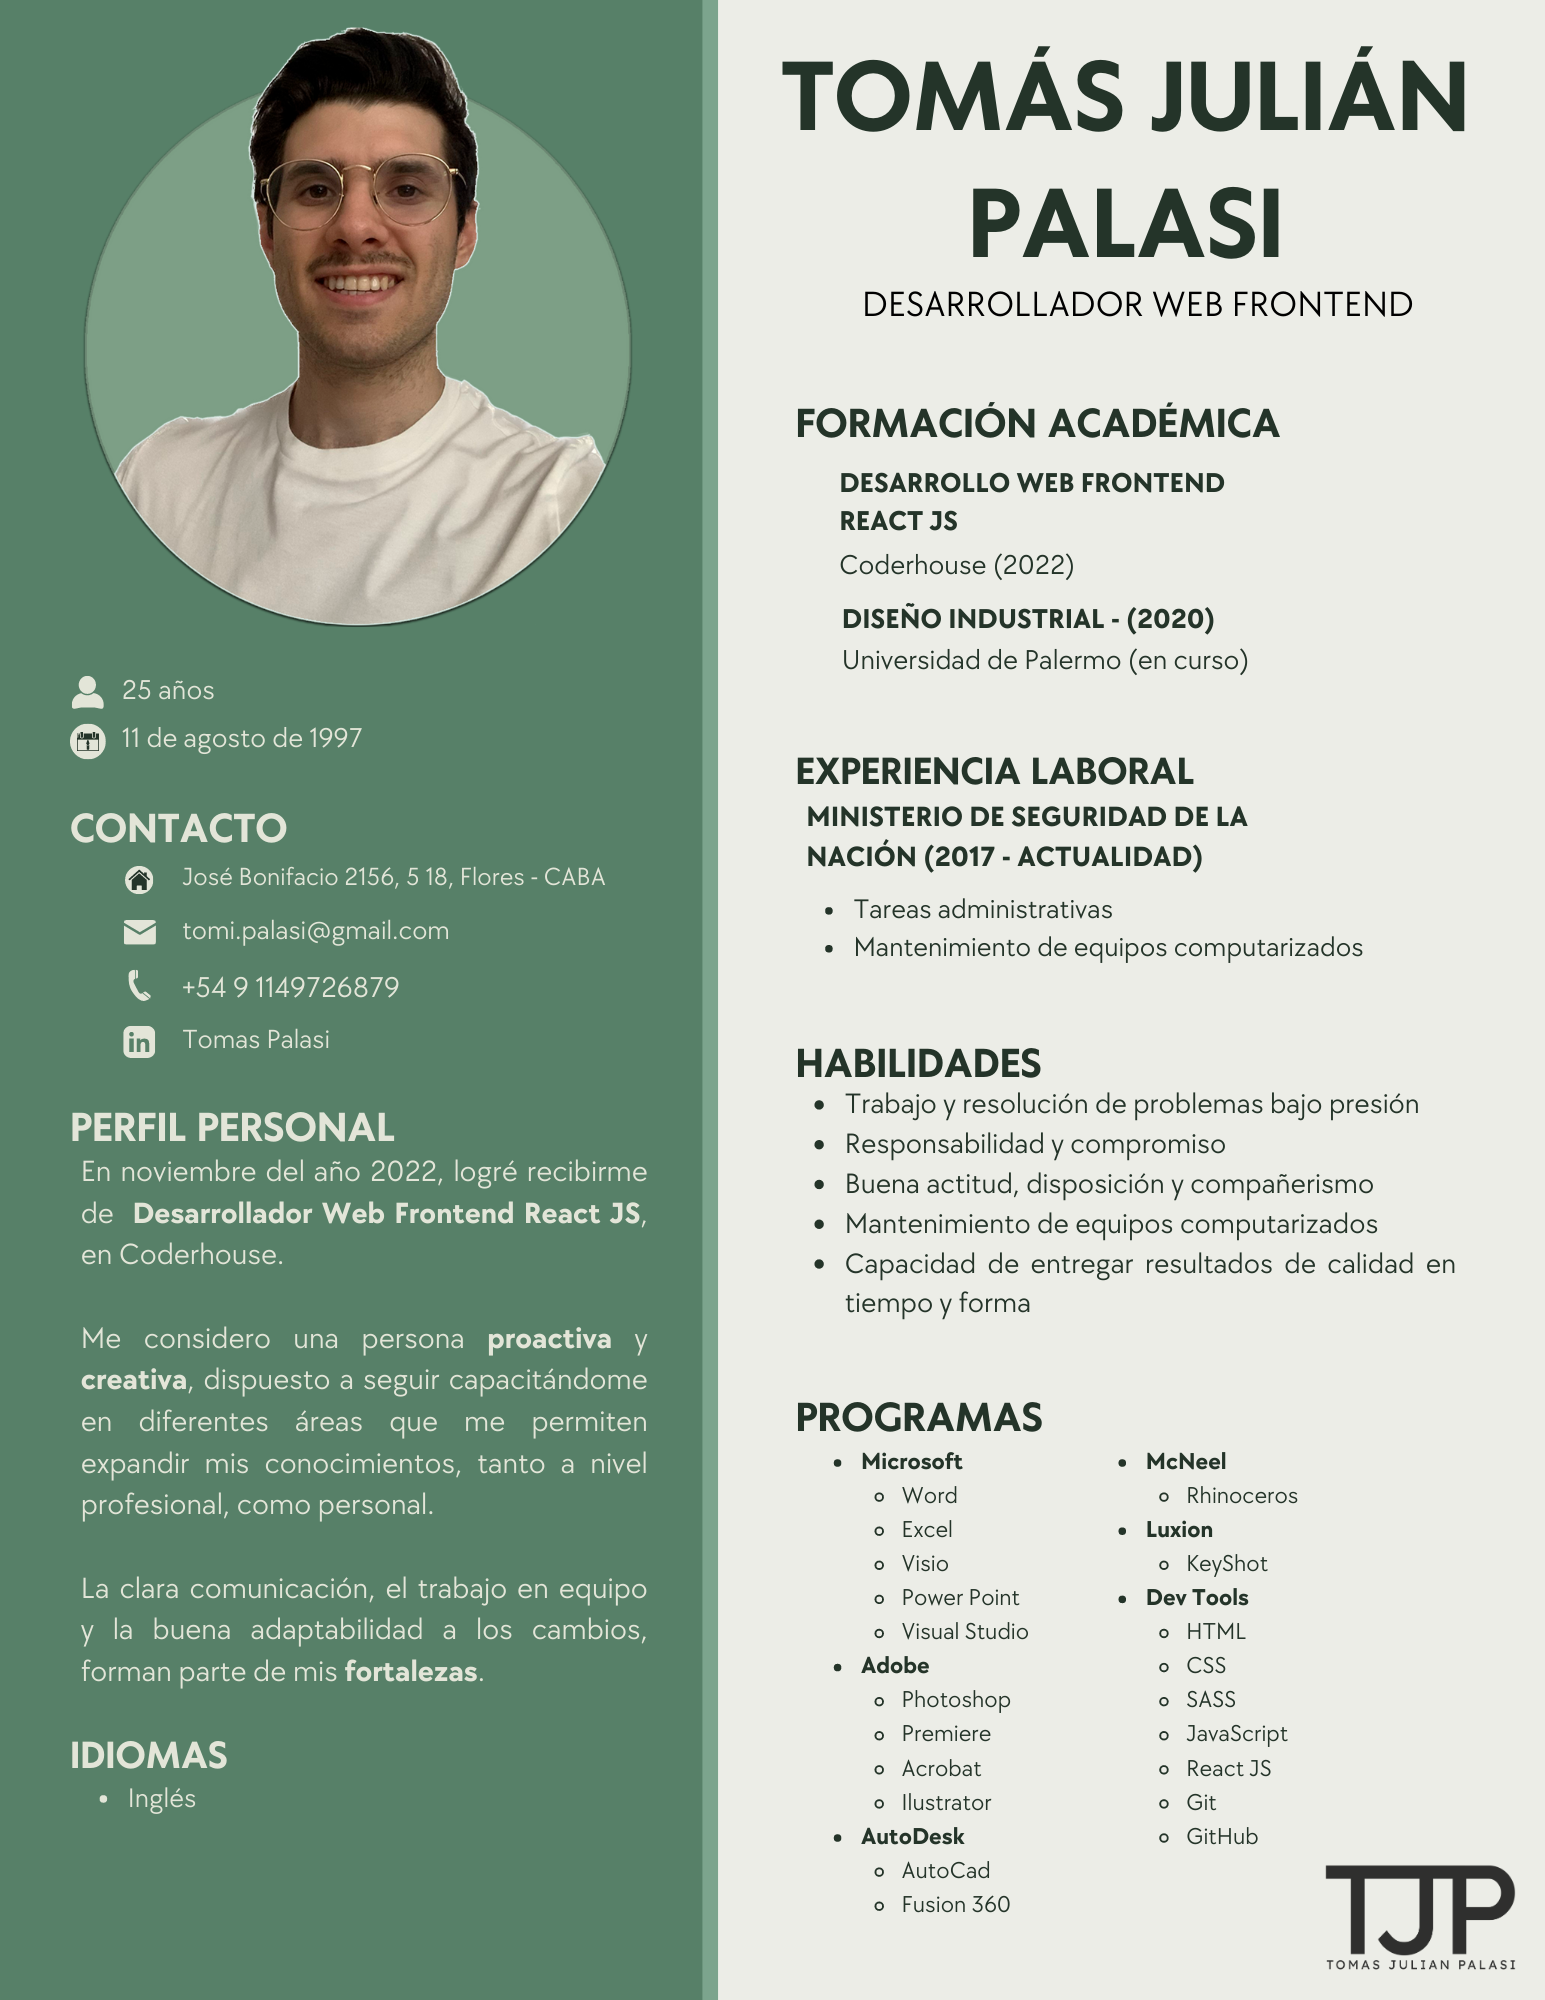 25 años
11 de agosto de 1997
CONTACTO
José Bonifacio 2156, 5 18, Flores - CABA
tomi.palasi@gmail.com
+54 9 1149726879
in Tomas Palasi
PERFIL PERSONAL
En noviembre del año 2022, logré recibirme
de Desarrollador Web Frontend React JS,
en Coderhouse.
Me considero una persona proactiva y
creativa, dispuesto a seguir capacitándome
en diferentes áreas que me permiten
expandir mis conocimientos, tanto a nivel
profesional, como personal.
La clara comunicación, el trabajo en equipo
y la buena adaptabilidad a los cambios,
forman parte de mis fortalezas.
IDIOMAS
• Inglés
TOMÁS JULIÁN
PALASI
DESARROLLADOR WEB FRONTEND
FORMACIÓN ACADÉMICA
DESARROLLO WEB FRONTEND
REACT JS
Coderhouse (2022)
DISEÑO INDUSTRIAL - (2020)
Universidad de Palermo (en curso)
EXPERIENCIA LABORAL
MINISTERIO DE SEGURIDAD DE LA
NACIÓN (2017 - ACTUALIDAD)
• Tareas administrativas
• Mantenimiento de equipos computarizados
HABILIDADES
• Trabajo y resolución de problemas bajo presión
• Responsabilidad y compromiso
• Buena actitud, disposición y compañerismo
• Mantenimiento de equipos computarizados
• Capacidad de entregar resultados de calidad en
tiempo y forma
PROGRAMAS
• Microsoft
Word
Excel
Visio
Power Point
Visual Studio
• Adobe
Photoshop
Premiere
Acrobat
Ilustrator
• AutoDesk
AutoCad
Fusion 360
• McNeel
Rhinoceros
• Luxion
KeyShot
• Dev Tools
HTML
CSS
SASS
JavaScript
React JS
Git
GitHub
TJP
TOMAS JULIAN PALASI